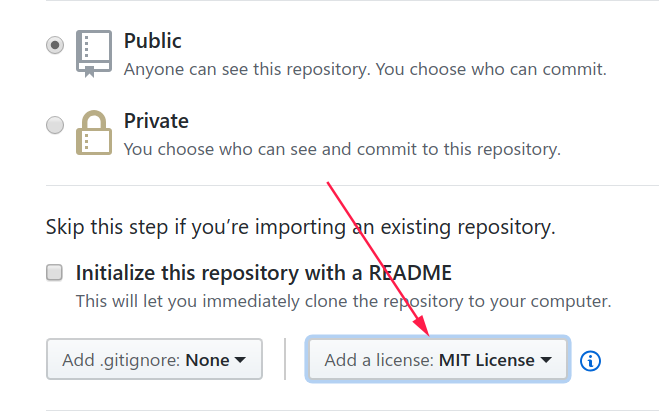 Public
Anyone can see this repository. You choose who can commit.
Private
You choose who can see and commit to this repository.
Skip this step if you’re importing an existing repository.
Initialize this repository with a README
This will let you immediately clone the repository to your computer.
Add .gitignore: None
Add a license: MIT License